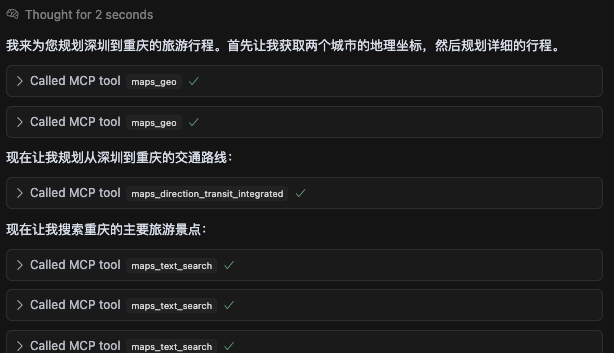 Thought for 2 seconds
我来为您规划深圳到重庆的旅游行程。首先让我获取两个城市的地理坐标，然后规划详细的行程。
Called MCP tool maps_geo
Called MCP tool maps_geo
现在让我规划从深圳到重庆的交通路线：
Called MCP tool maps_direction_transit_integrated
现在让我搜索重庆的主要旅游景点：
Called MCP tool maps_text_search
Called MCP tool maps_text_search
Called MCP tool maps_text_search